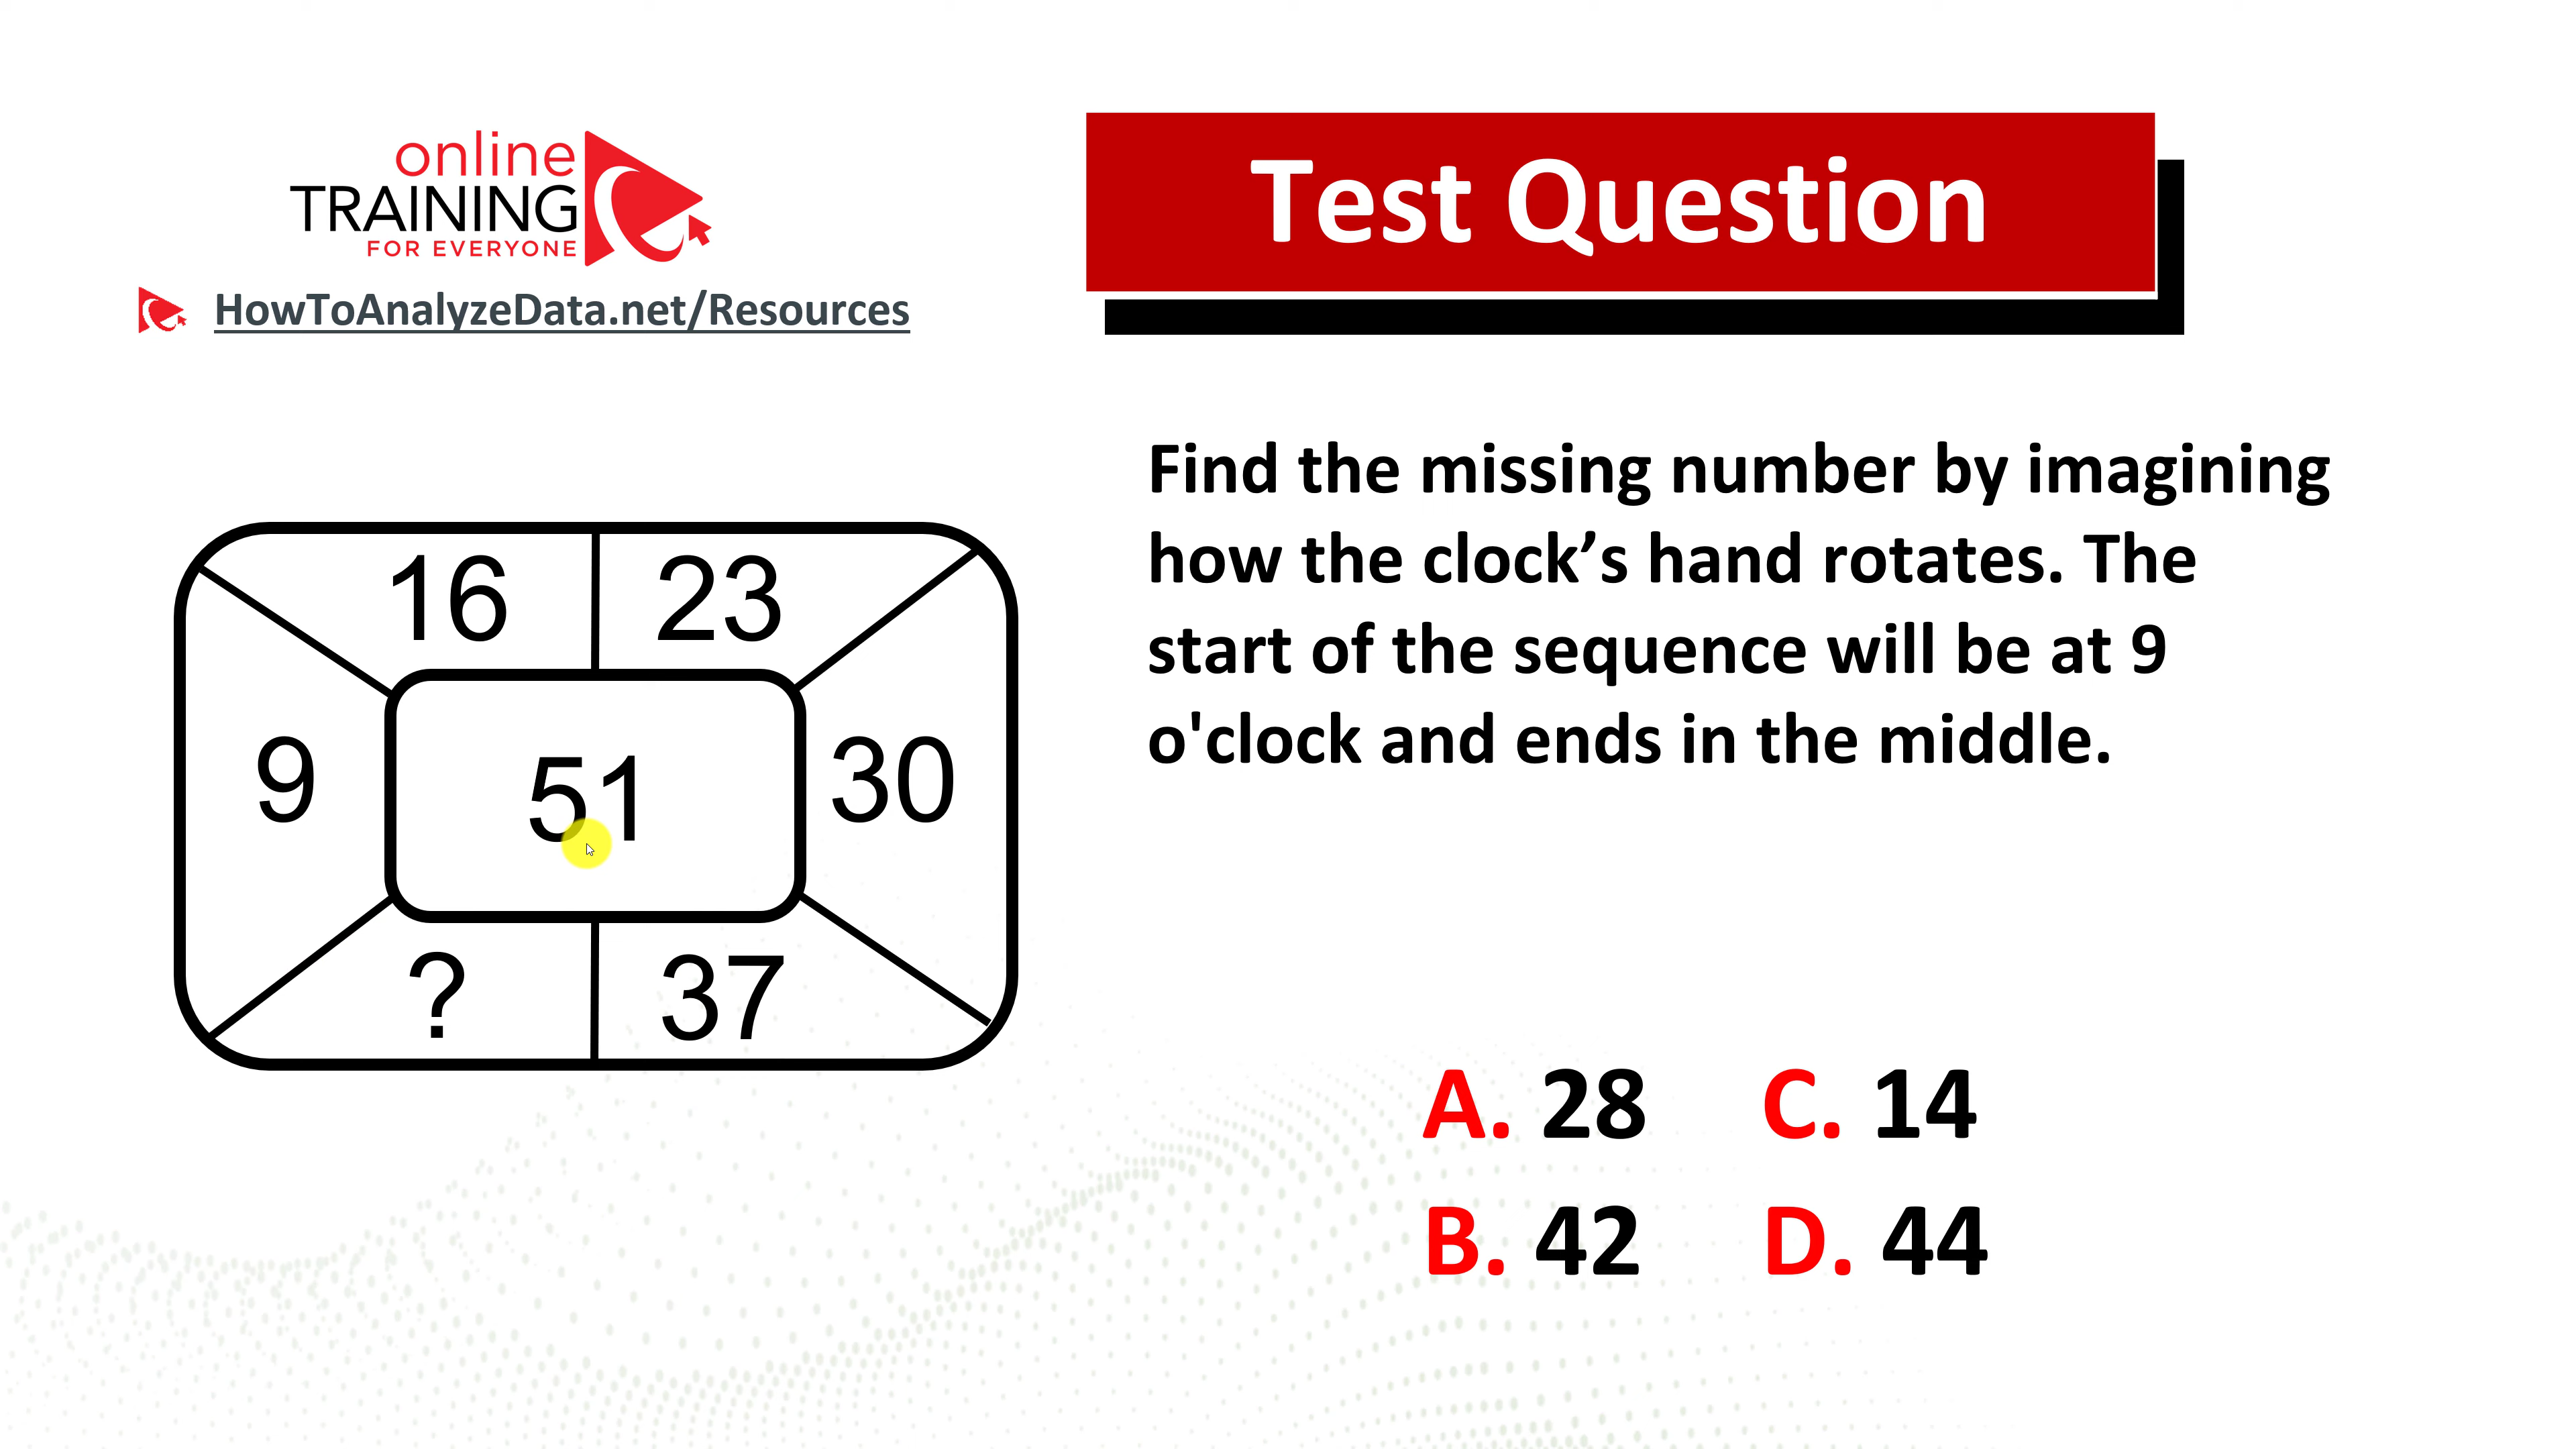 online
TRAINING
FOR EVERYONE
HowToAnalyzeData.net/Resources
Test Question
16 23
9 51 30
? 37
Find the missing number by imagining
how the clock’s hand rotates. The
start of the sequence will be at 9
o'clock and ends in the middle.
A. 28 C. 14
B. 42 D. 44